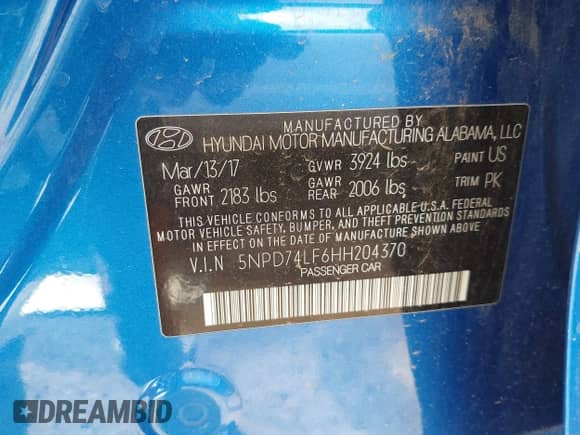 MANUFACTURED BY
HYUNDAI MOTOR MANUFACTURING ALABAMA, LLC
Mar/13/17 GVWR 3924 lbs PAINT US
GAWR FRONT 2183 lbs GAWR REAR 2006 lbs TRIM PK
THIS VEHICLE CONFORMS TO ALL APPLICABLE U.S.A. FEDERAL
MOTOR VEHICLE SAFETY, BUMPER, AND THEFT PREVENTION STANDARDS
IN EFFECT ON THE DATE OF MANUFACTURE SHOWN ABOVE.
V.I.N 5NPD74LF6HH204370
PASSENGER CAR
DREAMBID